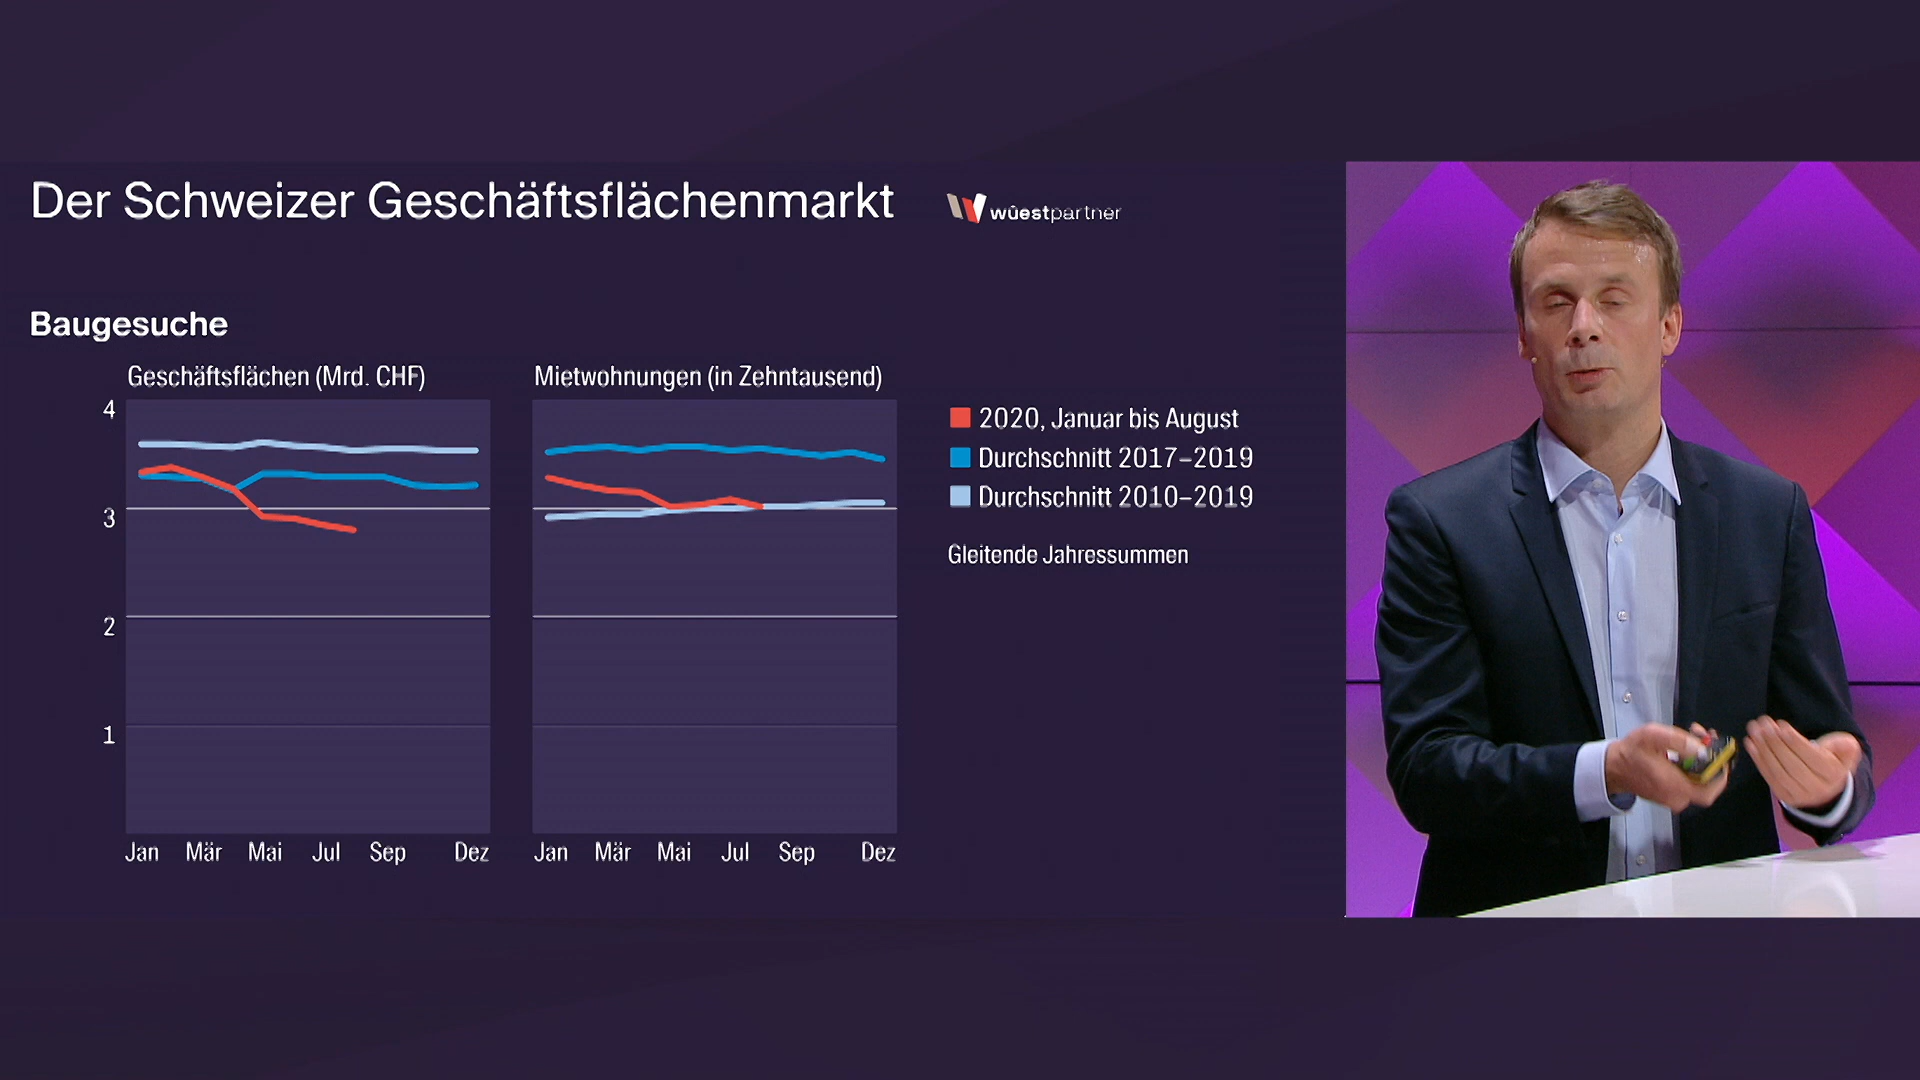 Der Schweizer Geschäftsflächenmarkt
wüestpartner
Baugesuche
Geschäftsflächen (Mrd. CHF)
4
3
2
1
Jan Mär Mai Jul Sep Dez
Mietwohnungen (in Zehntausend)
Jan Mär Mai Jul Sep Dez
2020, Januar bis August
Durchschnitt 2017–2019
Durchschnitt 2010–2019
Gleitende Jahressummen